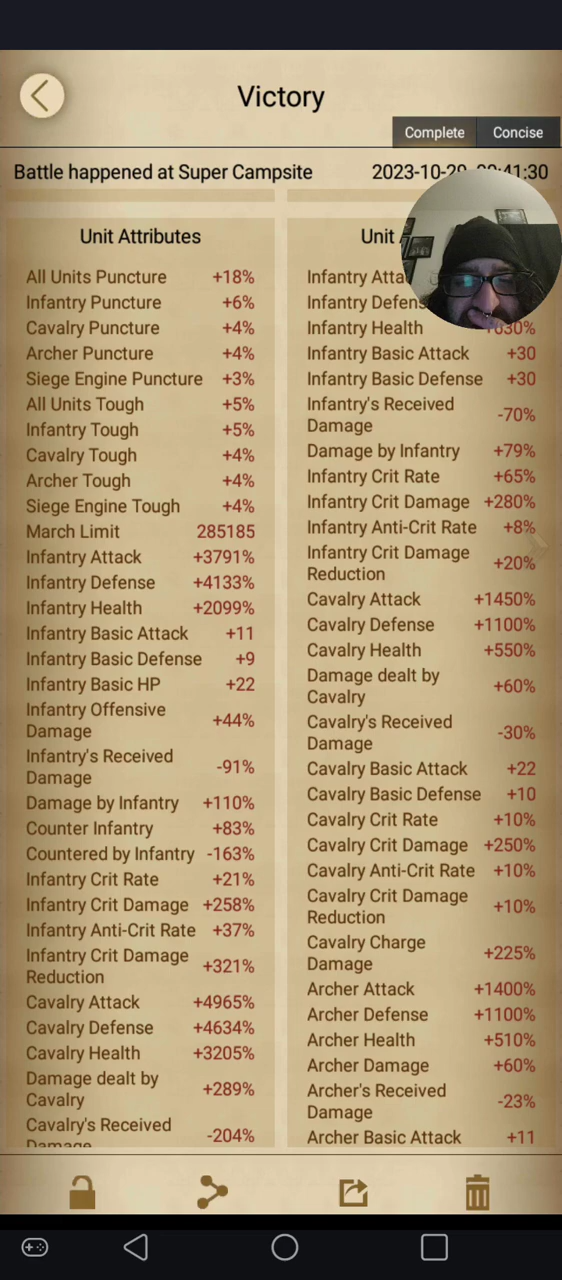 Victory
Complete
Concise
Battle happened at Super Campsite
41:30
Unit Attributes
All Units Puncture +18%
Infantry Puncture +6%
Cavalry Puncture +4%
Archer Puncture +4%
Siege Engine Puncture +3%
All Units Tough +5%
Infantry Tough +5%
Cavalry Tough +4%
Archer Tough +4%
Siege Engine Tough +4%
March Limit 285185
Infantry Attack +3791%
Infantry Defense +4133%
Infantry Health +2099%
Infantry Basic Attack +11
Infantry Basic Defense +9
Infantry Basic HP +22
Infantry Offensive
Damage +44%
Infantry's Received
Damage -91%
Damage by Infantry +110%
Counter Infantry +83%
Countered by Infantry -163%
Infantry Crit Rate +21%
Infantry Crit Damage +258%
Infantry Anti-Crit Rate +37%
Infantry Crit Damage
Reduction +321%
Cavalry Attack +4965%
Cavalry Defense +4634%
Cavalry Health +3205%
Damage dealt by
Cavalry +289%
Cavalry's Received
Damage -204%
Unit
Infantry
Infantry
Infantry Health
Infantry Basic Attack +30
Infantry Basic Defense +30
Infantry's Received
Damage -70%
Damage by Infantry +79%
Infantry Crit Rate +65%
Infantry Crit Damage +280%
Infantry Anti-Crit Rate +8%
Infantry Crit Damage
Reduction +20%
Cavalry Attack +1450%
Cavalry Defense +1100%
Cavalry Health +550%
Damage dealt by
Cavalry +60%
Cavalry's Received
Damage -30%
Cavalry Basic Attack +22
Cavalry Basic Defense +10
Cavalry Crit Rate +10%
Cavalry Crit Damage +250%
Cavalry Anti-Crit Rate +10%
Cavalry Crit Damage
Reduction +10%
Cavalry Charge
Damage +225%
Archer Attack +1400%
Archer Defense +1100%
Archer Health +510%
Archer Damage +60%
Archer's Received
Damage -23%
Archer Basic Attack +11